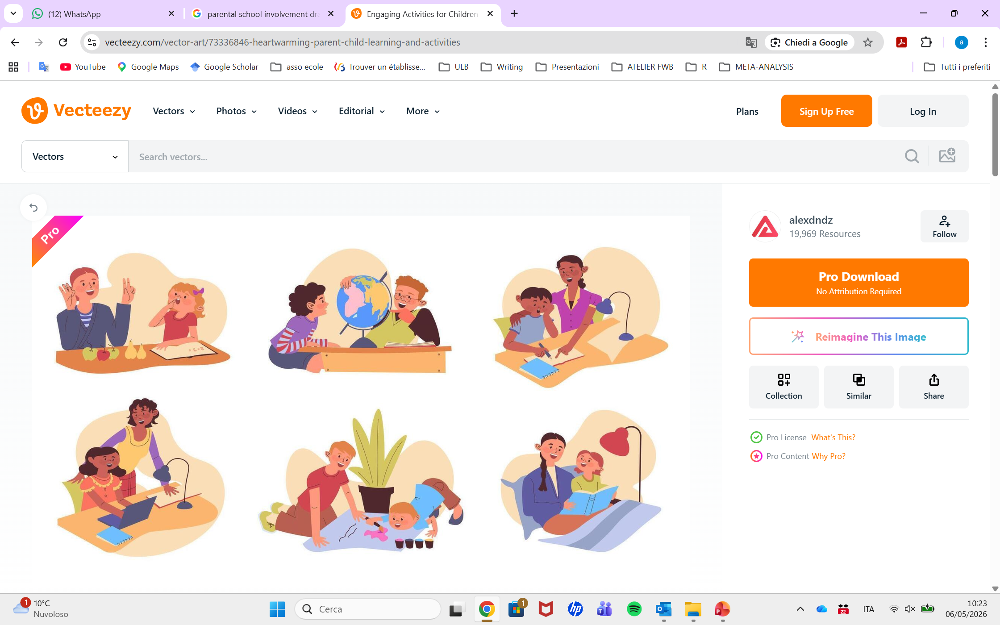 (12) WhatsApp
parental school involvement dra
Engaging Activities for Children
vecteezy.com/vector-art/73336846-heartwarming-parent-child-learning-and-activities
Chiedi a Google
a
YouTube
Google Maps
Google Scholar
asso ecole
Trouver un établisse...
ULB
Writing
Presentazioni
ATELIER FWB
R
META-ANALYSIS
Tutti i preferiti
Vecteezy
Vectors
Photos
Videos
Editorial
More
Plans
Sign Up Free
Log In
Vectors
Search vectors...
Pro
alexdndz
19,969 Resources
Follow
Pro Download
No Attribution Required
Reimagine This Image
Collection
Similar
Share
Pro License What's This?
Pro Content Why Pro?
1
10°C
Nuvoloso
Cerca
1
hp
22
ITA
10:23
06/05/2026